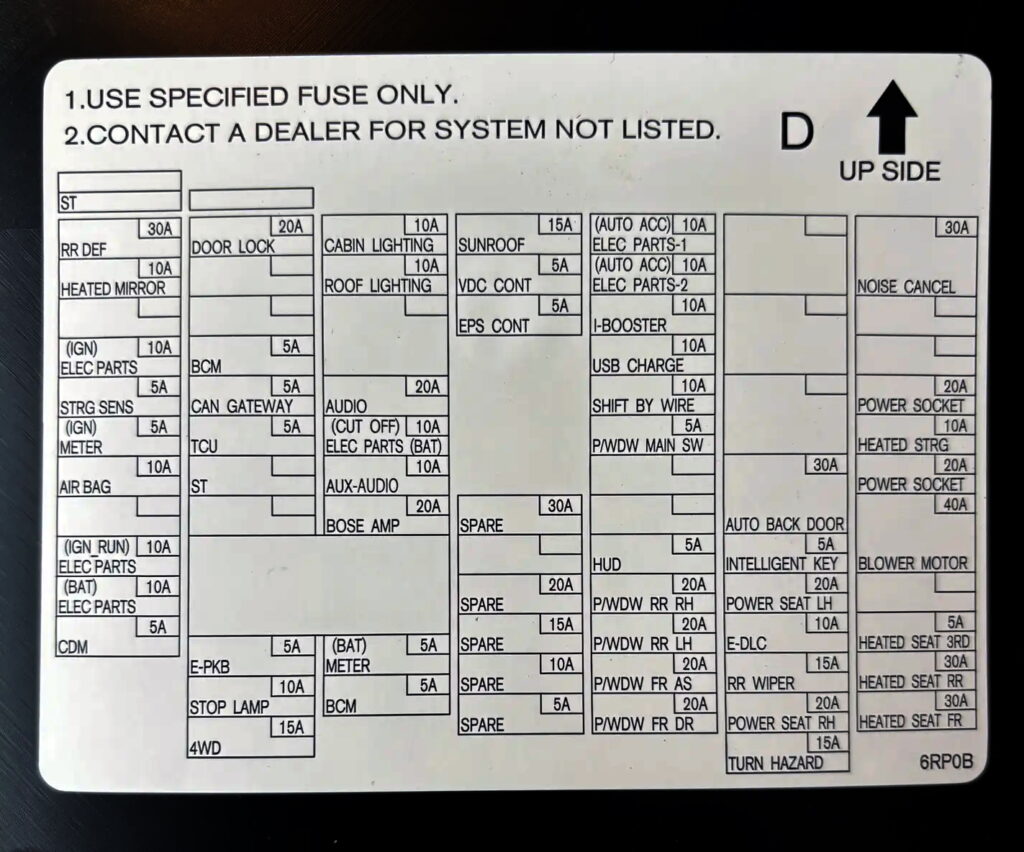 1.USE SPECIFIED FUSE ONLY.
2.CONTACT A DEALER FOR SYSTEM NOT LISTED.
D
UP SIDE
ST
30A
RR DEF
10A
HEATED MIRROR
(IGN) 10A
ELEC PARTS
5A
STRG SENS
(IGN) 5A
METER
10A
AIR BAG
(IGN_RUN) 10A
ELEC PARTS
(BAT) 10A
ELEC PARTS
5A
CDM
20A
DOOR LOCK
5A
BCM
5A
CAN GATEWAY
5A
TCU
ST
5A
E-PKB
10A
STOP LAMP
15A
4WD
10A
CABIN LIGHTING
10A
ROOF LIGHTING
20A
AUDIO
(CUT OFF) 10A
ELEC PARTS (BAT)
10A
AUX-AUDIO
20A
BOSE AMP
(BAT) 5A
METER
5A
BCM
15A
SUNROOF
5A
VDC CONT
5A
EPS CONT
30A
SPARE
20A
SPARE
15A
SPARE
10A
SPARE
5A
SPARE
(AUTO ACC) 10A
ELEC PARTS-1
(AUTO ACC) 10A
ELEC PARTS-2
10A
I-BOOSTER
10A
USB CHARGE
10A
SHIFT BY WIRE
5A
P/WDW MAIN SW
5A
HUD
20A
P/WDW RR RH
20A
P/WDW RR LH
20A
P/WDW FR AS
20A
P/WDW FR DR
30A
AUTO BACK DOOR
5A
INTELLIGENT KEY
20A
POWER SEAT LH
10A
E-DLC
15A
RR WIPER
20A
POWER SEAT RH
15A
TURN HAZARD
30A
NOISE CANCEL
20A
POWER SOCKET
10A
HEATED STRG
20A
POWER SOCKET
40A
BLOWER MOTOR
5A
HEATED SEAT 3RD
30A
HEATED SEAT RR
30A
HEATED SEAT FR
6RP0B